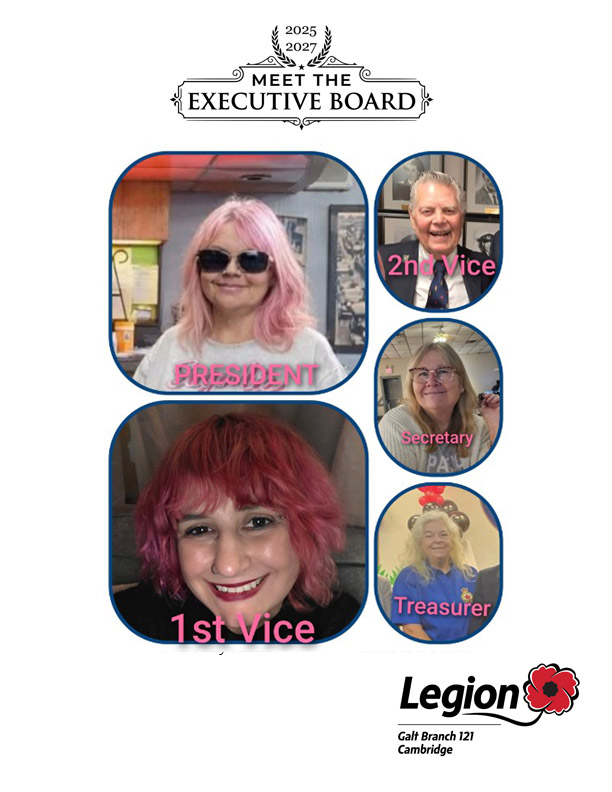 2025
2027
MEET THE
EXECUTIVE BOARD
PRESIDENT
2nd Vice
Secretary
1st Vice
Treasurer
Legion
Galt Branch 121
Cambridge